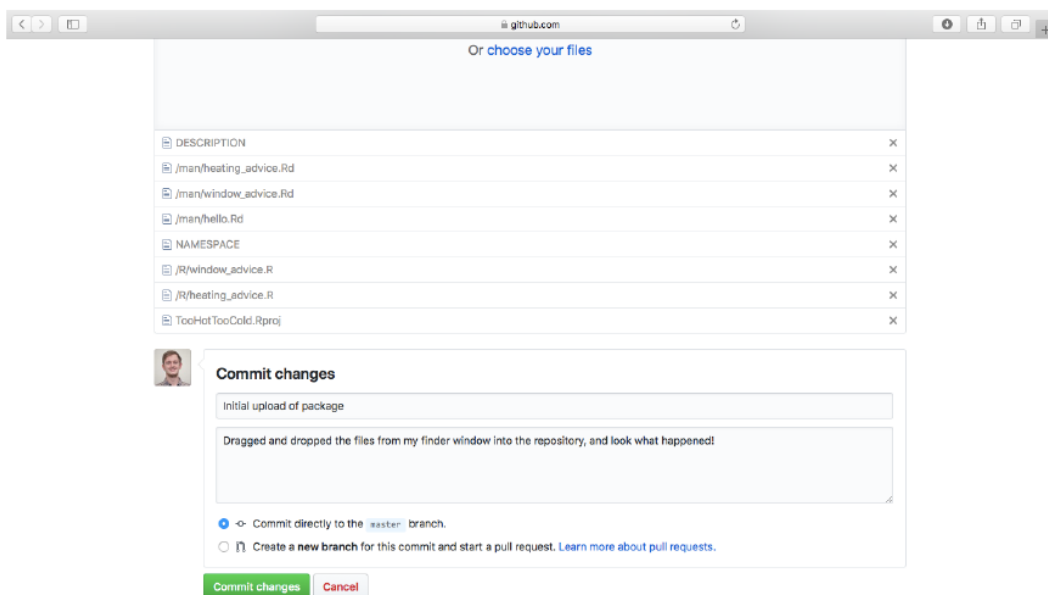 github.com
Or choose your files
DESCRIPTION
/man/heating_advice.Rd
/man/window_advice.Rd
/man/hello.Rd
NAMESPACE
/R/window_advice.R
/R/heating_advice.R
TooHotTooCold.Rproj
Commit changes
Initial upload of package
Dragged and dropped the files from my finder window into the repository, and look what happened!
Commit directly to the master branch.
Create a new branch for this commit and start a pull request. Learn more about pull requests.
Commit changes Cancel